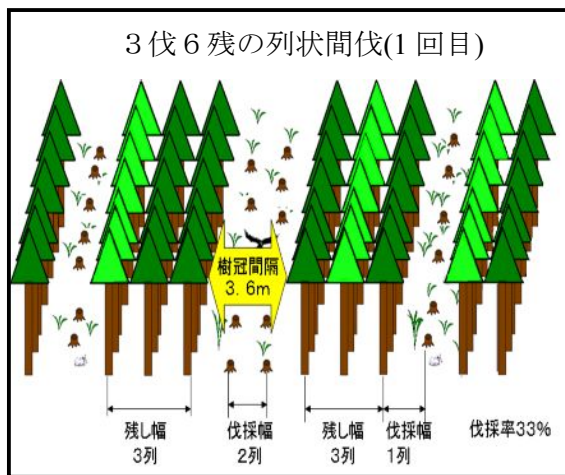 3伐6残の列状間伐(1回目)
樹冠間隔
3.6m
残し幅
3列
伐採幅
2列
残し幅
3列
伐採幅
1列
伐採率33%